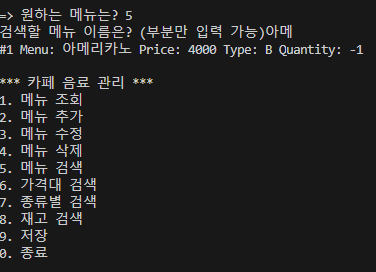 => 원하는 메뉴는? 5
검색할 메뉴 이름은? (부분만 입력 가능)아메
#1 Menu: 아메리카노 Price: 4000 Type: B Quantity: -1
*** 카페 음료 관리 ***
1. 메뉴 조회
2. 메뉴 추가
3. 메뉴 수정
4. 메뉴 삭제
5. 메뉴 검색
6. 가격대 검색
7. 종류별 검색
8. 재고 검색
9. 저장
0. 종료